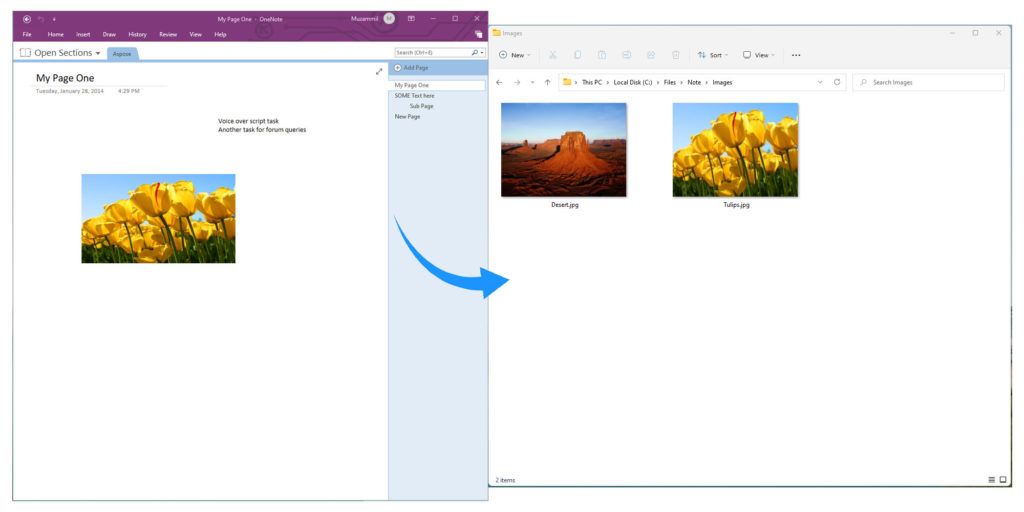 My Page One - OneNote
Muzammil M
File Home Insert Draw History Review View Help
Open Sections Aspose
Search (Ctrl+E)
My Page One
Tuesday, January 28, 2014 4:29 PM
Voice over script task
Another task for forum queries
Add Page
My Page One
SOME Text here
Sub Page
New Page
Images
New Sort View
This PC > Local Disk (C:) > Files > Note > Images
Search Images
Desert.jpg Tulips.jpg
2 items